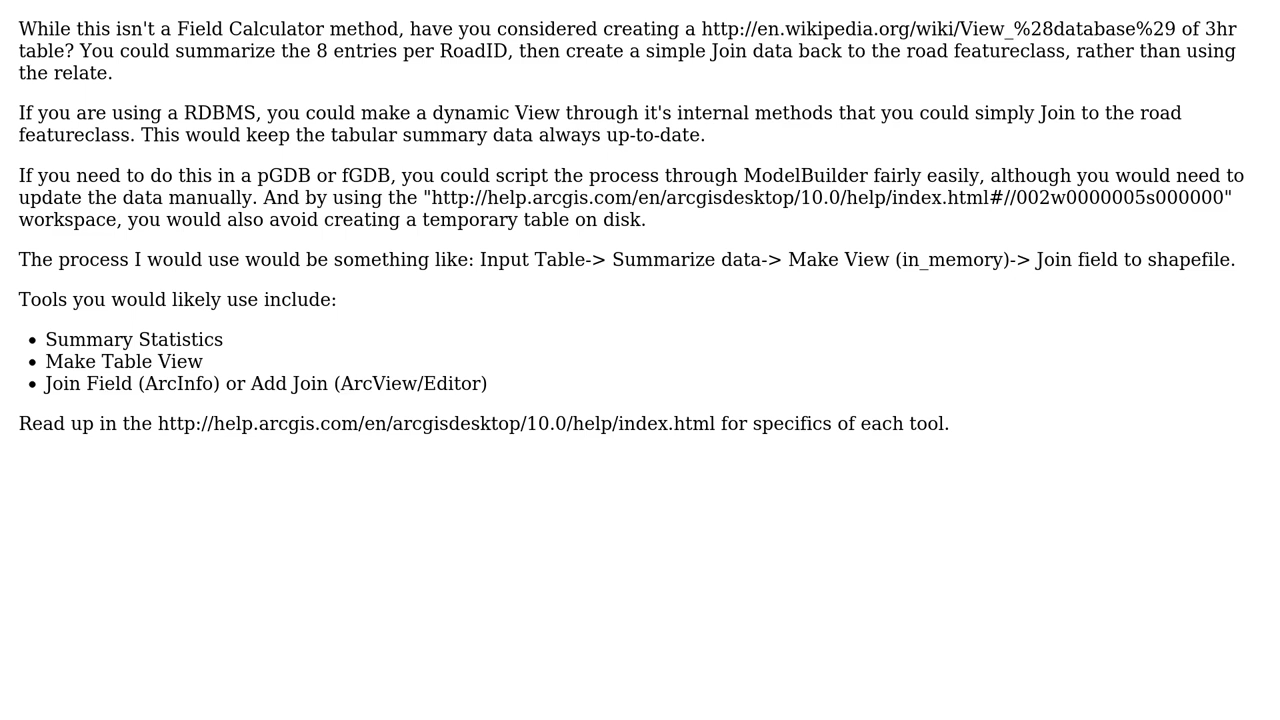 While this isn't a Field Calculator method, have you considered creating a http://en.wikipedia.org/wiki/View_%28database%29 of 3hr
table? You could summarize the 8 entries per RoadID, then create a simple Join data back to the road featureclass, rather than using
the relate.
If you are using a RDBMS, you could make a dynamic View through it's internal methods that you could simply Join to the road
featureclass. This would keep the tabular summary data always up-to-date.
If you need to do this in a pGDB or fGDB, you could script the process through ModelBuilder fairly easily, although you would need to
update the data manually. And by using the "http://help.arcgis.com/en/arcgisdesktop/10.0/help/index.html#//002w0000005s000000"
workspace, you would also avoid creating a temporary table on disk.
The process I would use would be something like: Input Table-> Summarize data-> Make View (in_memory)-> Join field to shapefile.
Tools you would likely use include:
• Summary Statistics
• Make Table View
• Join Field (ArcInfo) or Add Join (ArcView/Editor)
Read up in the http://help.arcgis.com/en/arcgisdesktop/10.0/help/index.html for specifics of each tool.